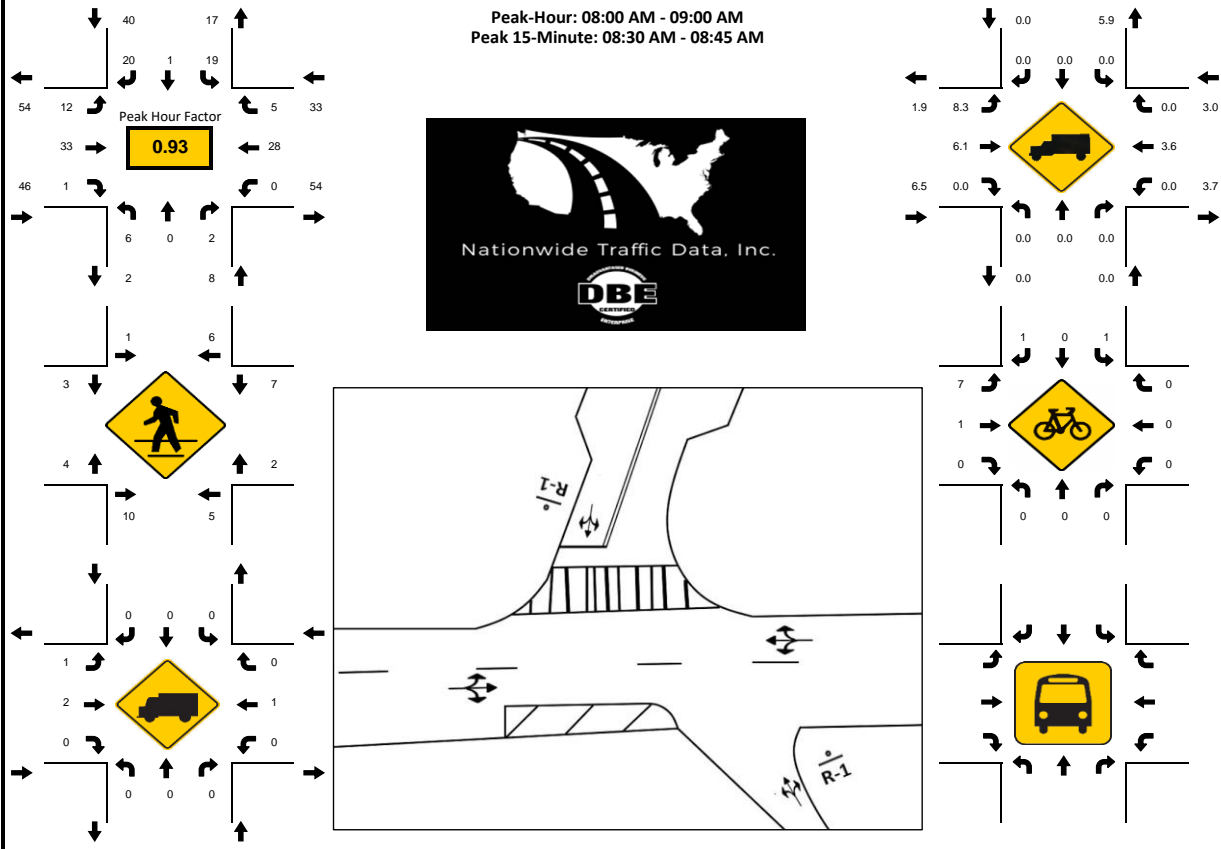 Peak-Hour: 08:00 AM - 09:00 AM
Peak 15-Minute: 08:30 AM - 08:45 AM
40 17
20 1 19
54 12 5 33
Peak Hour Factor
33 0.93 28
46 1 0 54
6 0 2
2 8
Nationwide Traffic Data, Inc.
DISADVANTAGED BUSINESS
DBE
CERTIFIED
ENTERPRISE
0.0 5.9
0.0 0.0 0.0
1.9 8.3 0.0 3.0
6.1 3.6
6.5 0.0 0.0 3.7
0.0 0.0 0.0
0.0 0.0
1 6
3 7
4 2
10 5
1 0 1
7 0
1 0
0 0
0 0 0
R-1
R-1
0 0 0
1 0
2 1
0 0
0 0 0